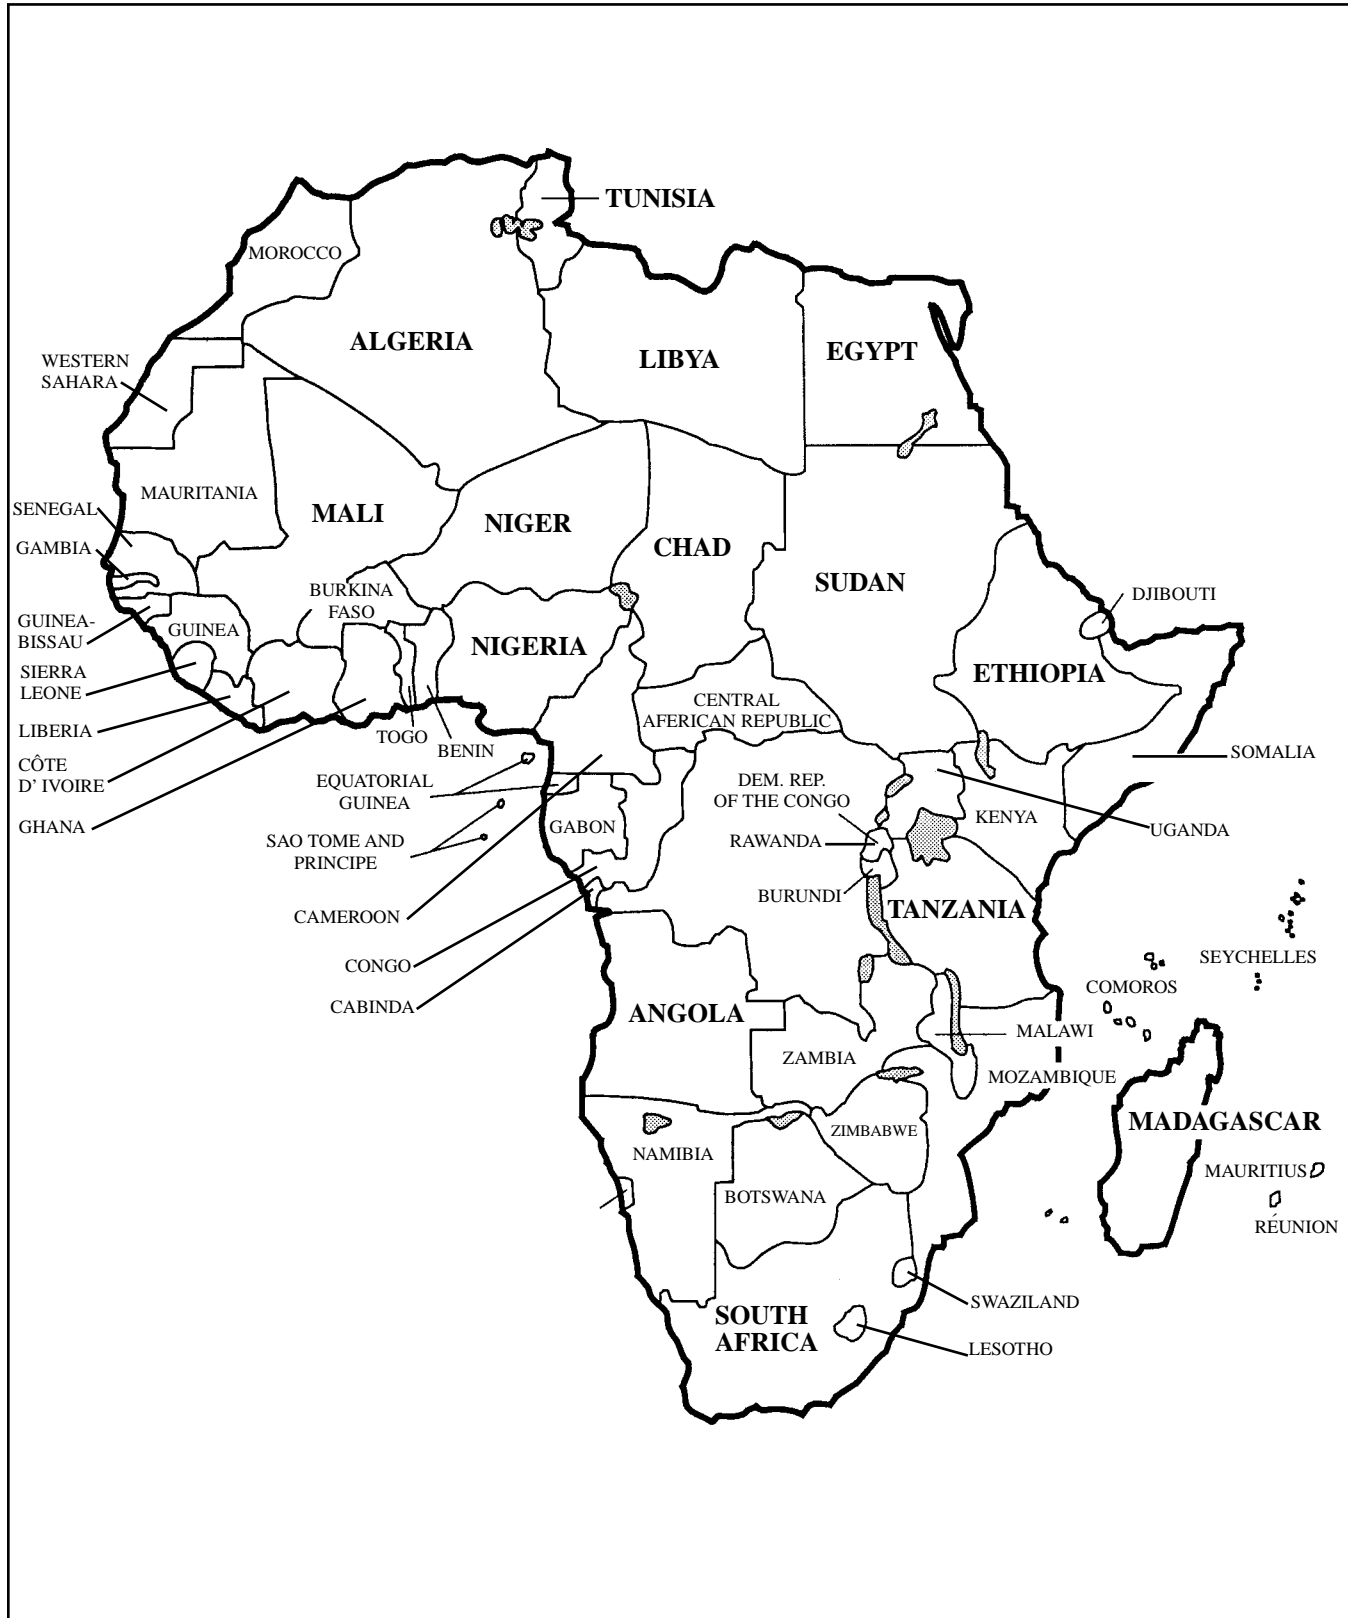 TUNISIA
MOROCCO
ALGERIA
LIBYA
EGYPT
WESTERN
SAHARA
MAURITANIA
MALI
NIGER
CHAD
SUDAN
SENEGAL
GAMBIA
BURKINA
FASO
DJIBOUTI
GUINEA-
BISSAU
GUINEA
NIGERIA
ETHIOPIA
SIERRA
LEONE
CENTRAL
AFERICAN REPUBLIC
LIBERIA
TOGO
BENIN
SOMALIA
CÔTE
D' IVOIRE
EQUATORIAL
GUINEA
DEM. REP.
OF THE CONGO
KENYA
GHANA
GABON
UGANDA
SAO TOME AND
PRINCIPE
RAWANDA
BURUNDI
TANZANIA
CAMEROON
CONGO
SEYCHELLES
COMOROS
CABINDA
ANGOLA
MALAWI
ZAMBIA
MOZAMBIQUE
MADAGASCAR
ZIMBABWE
NAMIBIA
MAURITIUS
BOTSWANA
RÉUNION
SWAZILAND
SOUTH
AFRICA
LESOTHO